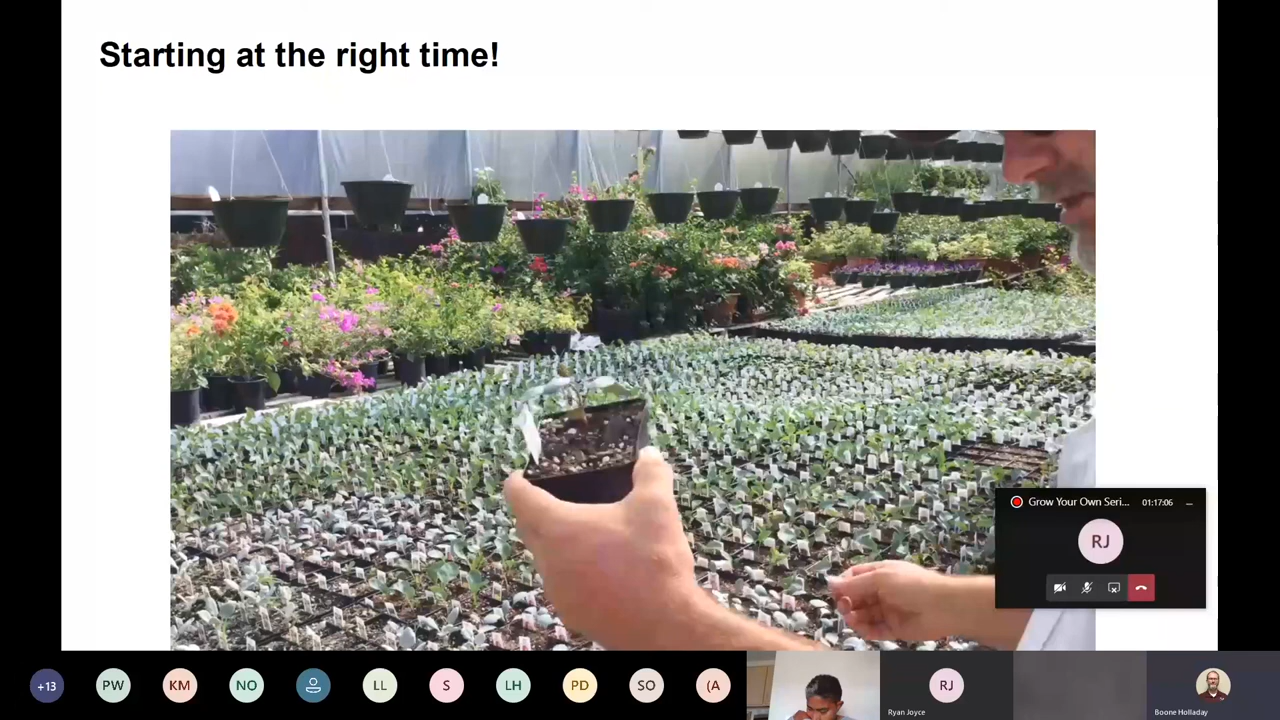 Starting at the right time!
Grow Your Own Seri...
01:17:06
RJ
+13
PW
KM
NO
LL
S
LH
PD
SO
(A
RJ
Ryan Joyce
Boone Holladay